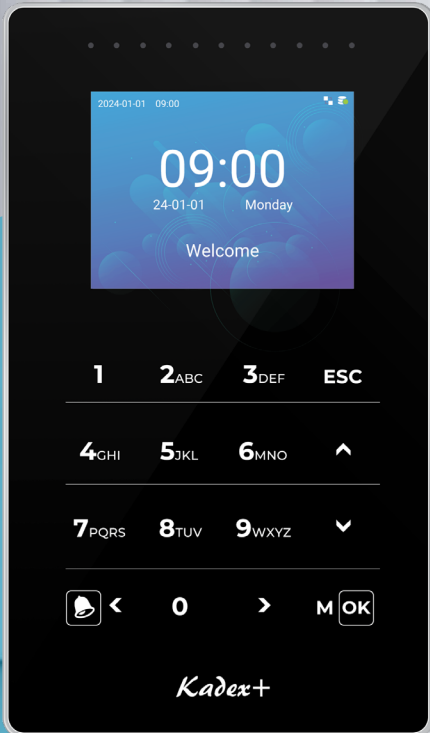 2024-01-01 09:00
09:00
24-01-01 Monday
Welcome
1 2ABC 3DEF ESC
4GHI 5JKL 6MNO
7PQRS 8TUV 9WXYZ
0 M OK
Kadex+